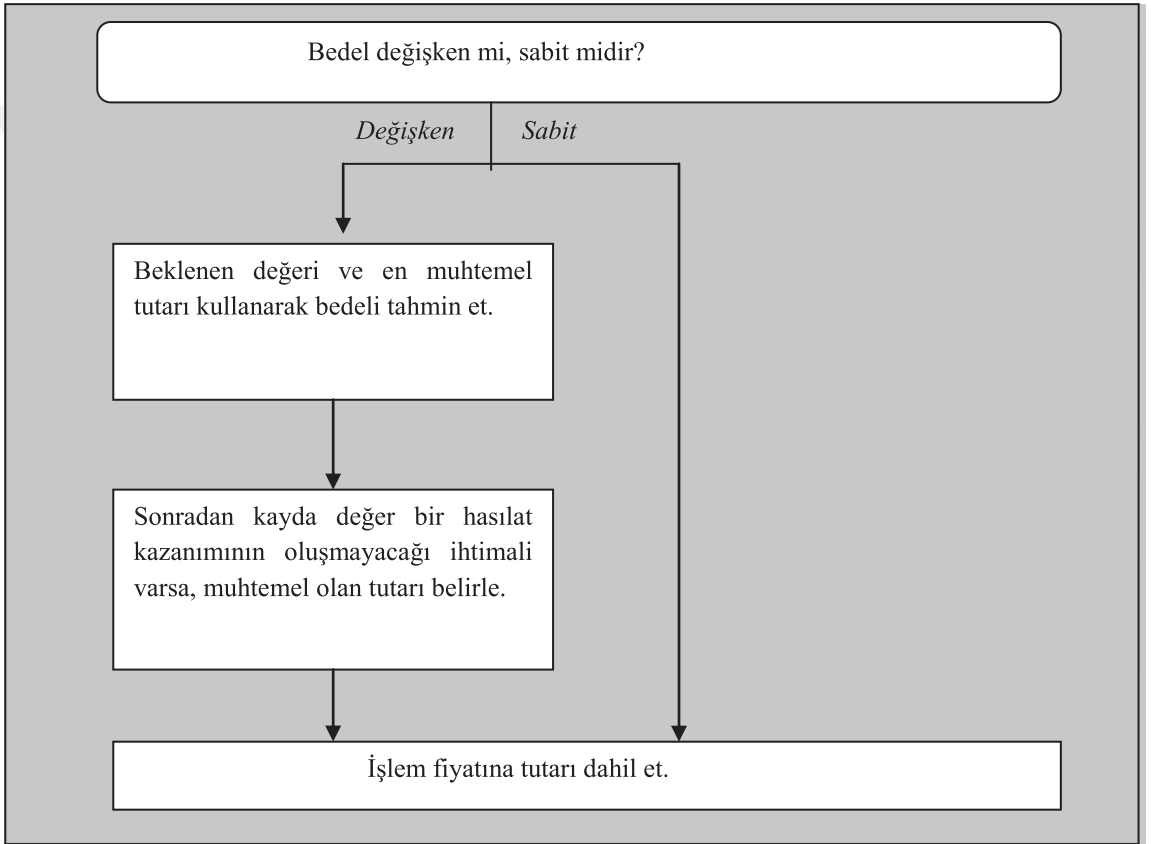 Bedel değişken mi, sabit midir?
Değişken
Sabit
Beklenen değeri ve en muhtemel
tutarı kullanarak bedeli tahmin et.
Sonradan kayda değer bir hasılat
kazanımının oluşmayacağı ihtimali
varsa, muhtemel olan tutarı belirle.
İşlem fiyatına tutarı dahil et.